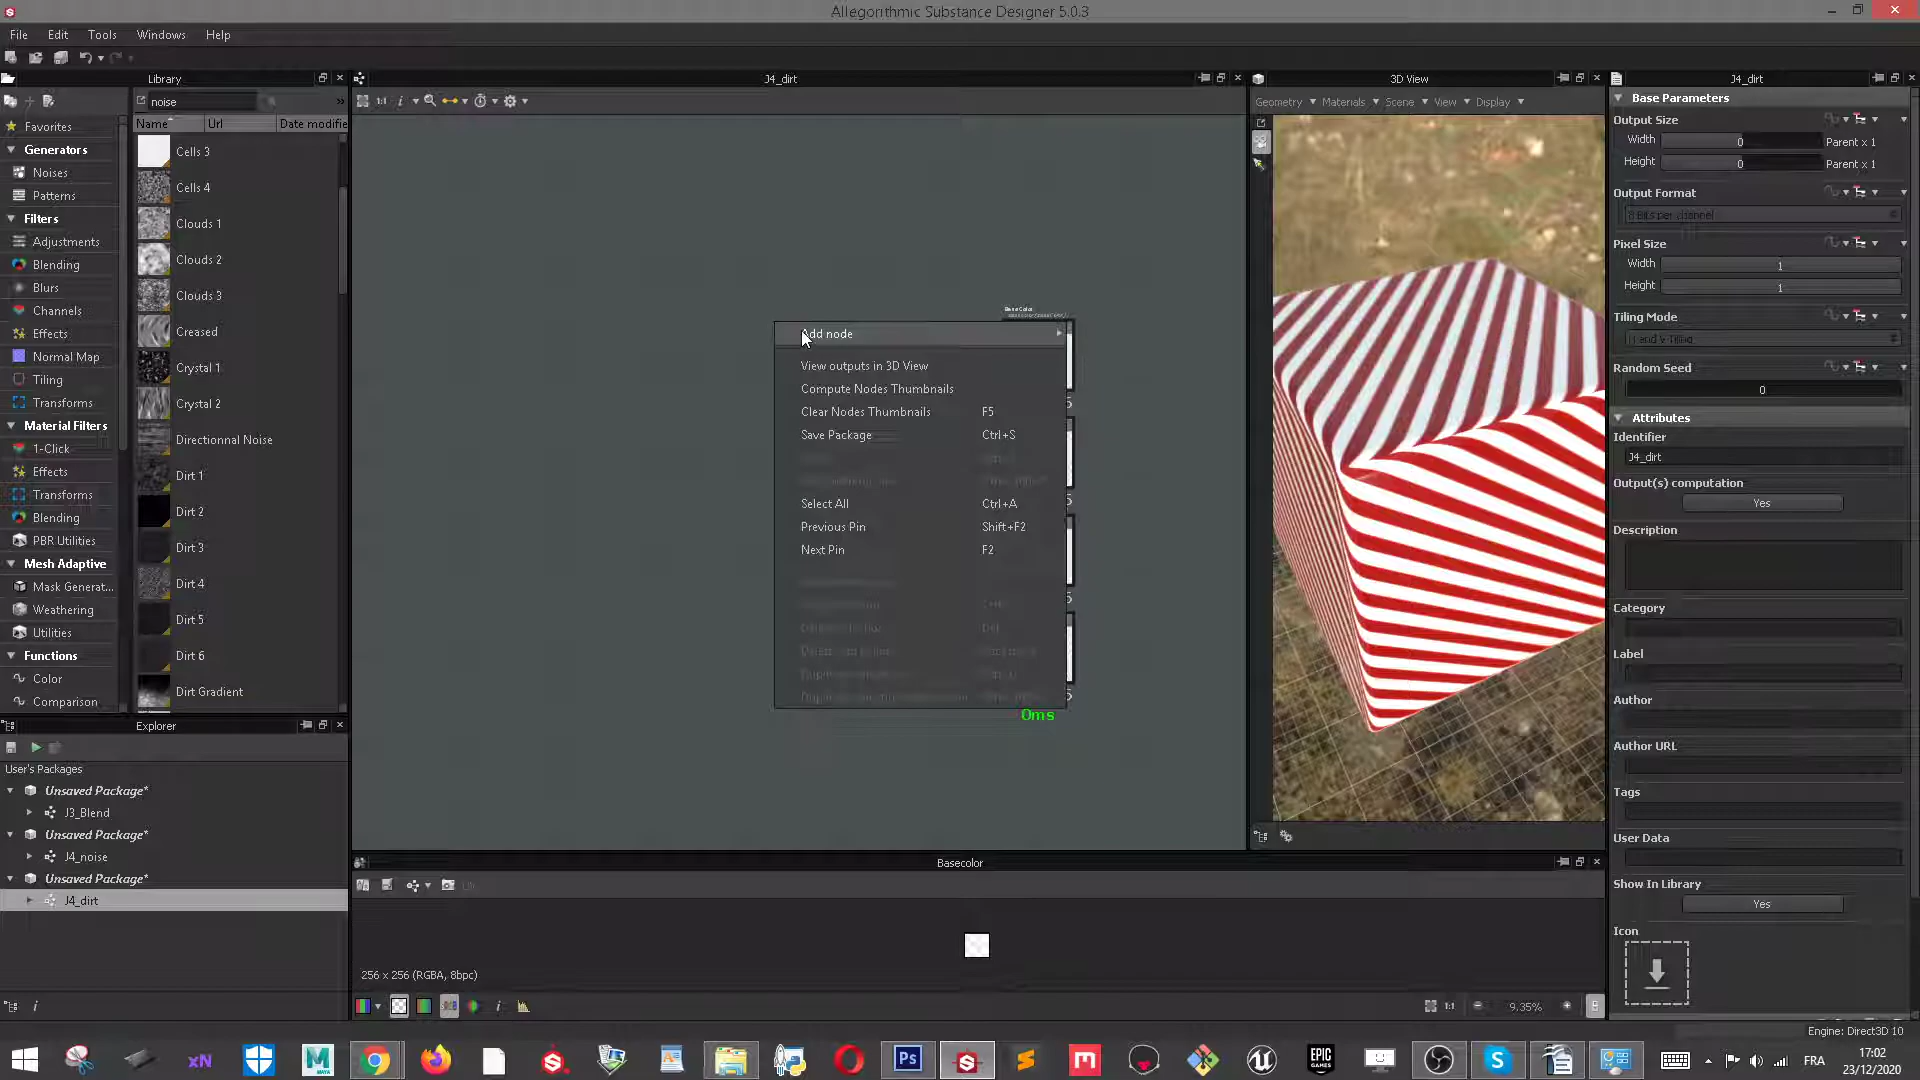 Allegorithmic Substance Designer 5.0.3
File Edit Tools Windows Help
Library
J4_dirt
3D View
J4_dirt
noise
Name Url Date modifie
Favorites
Generators
Noises
Patterns
Filters
Adjustments
Blending
Blurs
Channels
Effects
Normal Map
Tiling
Transforms
Material Filters
1-Click
Effects
Transforms
Blending
PBR Utilities
Mesh Adaptive
Mask Generat...
Weathering
Utilities
Functions
Color
Comparison
Cells 3
Cells 4
Clouds 1
Clouds 2
Clouds 3
Creased
Crystal 1
Crystal 2
Directionnal Noise
Dirt 1
Dirt 2
Dirt 3
Dirt 4
Dirt 5
Dirt 6
Dirt Gradient
Explorer
User's Packages
Unsaved Package*
J3_Blend
Unsaved Package*
J4_noise
Unsaved Package*
J4_dirt
1:1
Add node
View outputs in 3D View
Compute Nodes Thumbnails
Clear Nodes Thumbnails F5
Save Package Ctrl+S
Select All Ctrl+A
Previous Pin Shift+F2
Next Pin F2
0ms
Geometry Materials Scene View Display
Basecolor
256 x 256 (RGBA, 8bpc)
1:1 9,35%
Base Parameters
Output Size
Width 0 Parent x 1
Height 0 Parent x 1
Output Format
8 Bits per channel
Pixel Size
Width 1
Height 1
Tiling Mode
H and V Tiling
Random Seed
0
Attributes
Identifier
J4_dirt
Output(s) computation
Yes
Description
Category
Label
Author
Author URL
Tags
User Data
Show In Library
Yes
Icon
Engine: Direct3D 10
xN
Ps
EPIC GAMES
FRA
17:02
23/12/2020